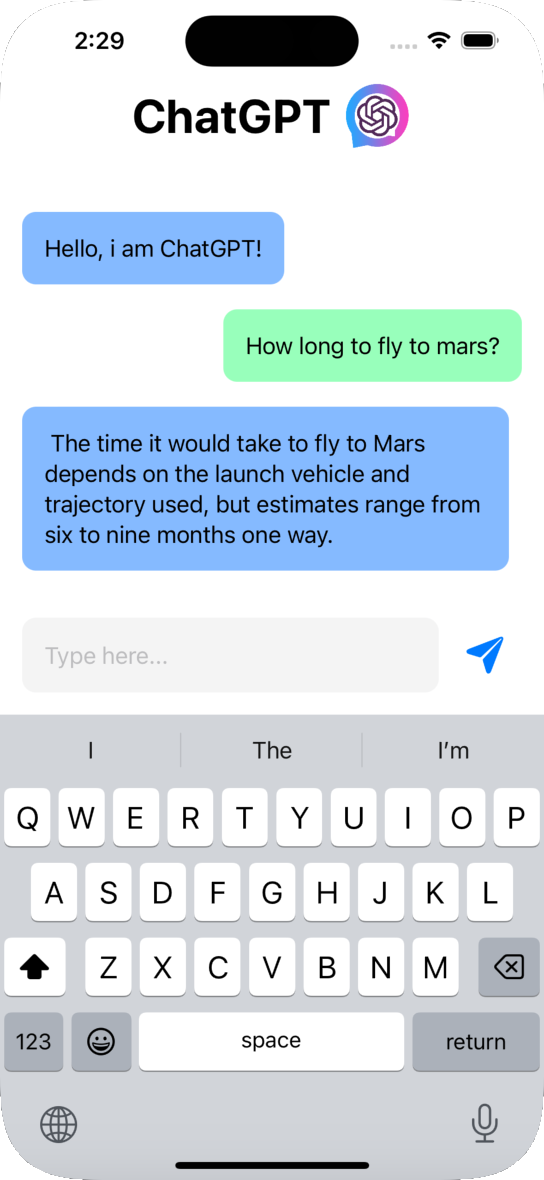 2:29
ChatGPT
Hello, i am ChatGPT!
How long to fly to mars?
The time it would take to fly to Mars
depends on the launch vehicle and
trajectory used, but estimates range from
six to nine months one way.
Type here...
I The I’m
Q W E R T Y U I O P
A S D F G H J K L
Z X C V B N M
123 space return